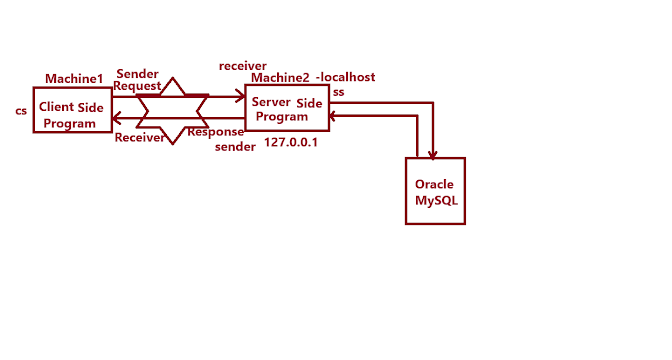 receiver
Machine1
Sender
Request
Machine2 -localhost
ss
cs
Client Side
Program
Server Side
Program
Receiver
Response
sender
127.0.0.1
Oracle
MySQL